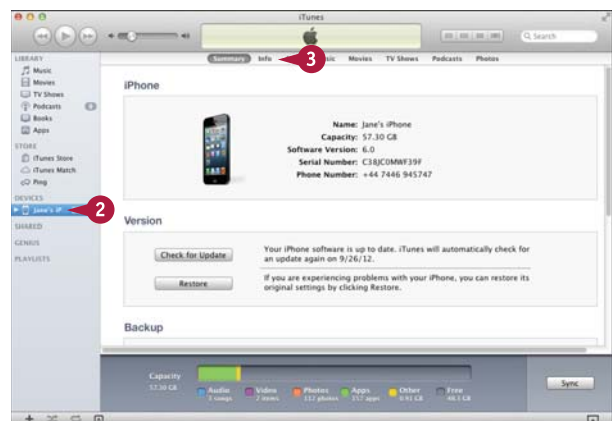 iTunes
Search
LIBRARY
Music
Movies
TV Shows
Podcasts
Books
Apps
STORE
iTunes Store
iTunes Match
Ping
DEVICES
Jane's iP
2
SHARED
GENIUS
PLAYLISTS
Summary Info 3 Movies TV Shows Podcasts Photos
iPhone
Name: Jane's iPhone
Capacity: 57.30 GB
Software Version: 6.0
Serial Number: C38JC0MWF39F
Phone Number: +44 7446 945747
Version
Check for Update
Your iPhone software is up to date. iTunes will automatically check for
an update again on 9/26/12.
Restore
If you are experiencing problems with your iPhone, you can restore its
original settings by clicking Restore.
Backup
Capacity
57.30 GB
Audio
Video
Photos
Apps
Other
Free
Sync